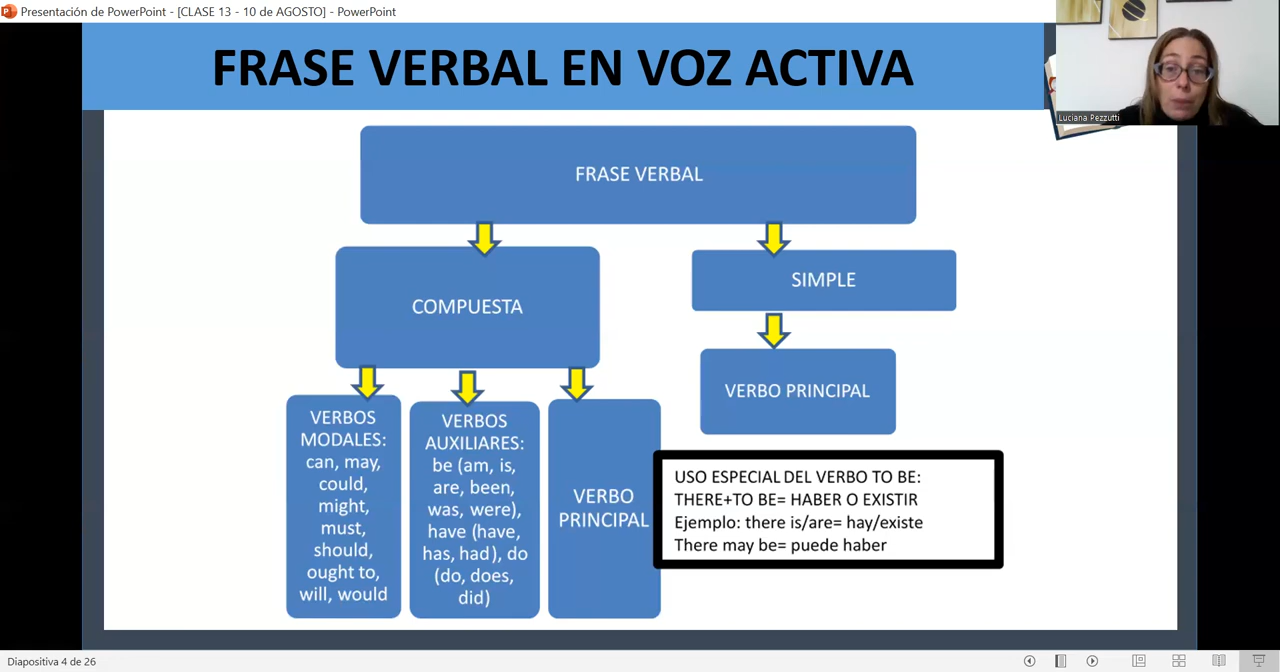 Presentación de PowerPoint - [CLASE 13 - 10 de AGOSTO] - PowerPoint
FRASE VERBAL EN VOZ ACTIVA
Luciana Pezzutti
FRASE VERBAL
COMPUESTA
SIMPLE
VERBO PRINCIPAL
VERBOS
MODALES:
can, may,
could,
might,
must,
should,
ought to,
will, would
VERBOS
AUXILIARES:
be (am, is,
are, been,
was, were),
have (have,
has, had), do
(do, does,
did)
VERBO
PRINCIPAL
USO ESPECIAL DEL VERBO TO BE:
THERE+TO BE= HABER O EXISTIR
Ejemplo: there is/are= hay/existe
There may be= puede haber
Diapositiva 4 de 26